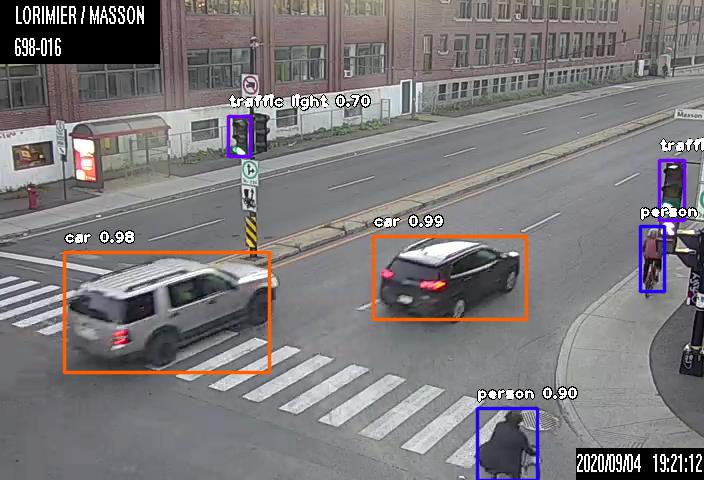 LORIMIER / MASSON
698-016
traffic light 0.70
Masson
traffi
person
car 0.99
car 0.98
person 0.90
2020/09/04 19:21:12